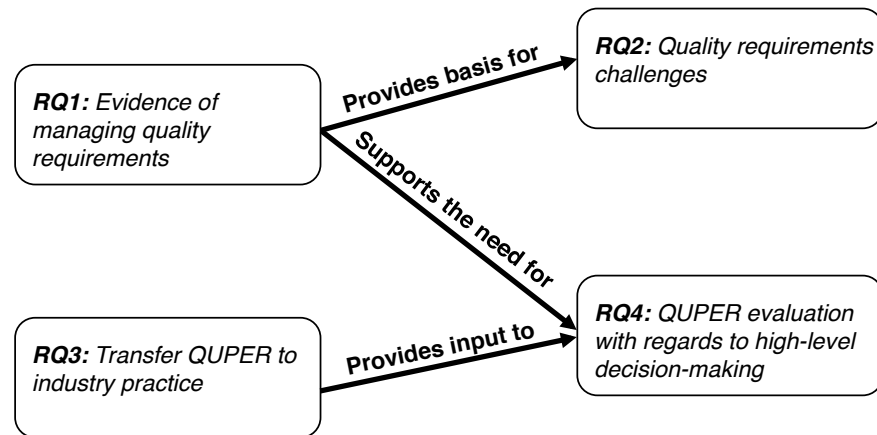 RQ1: Evidence of
managing quality
requirements
Provides basis for
RQ2: Quality requirements
challenges
Supports the need for
RQ3: Transfer QUPER to
industry practice
Provides input to
RQ4: QUPER evaluation
with regards to high-level
decision-making